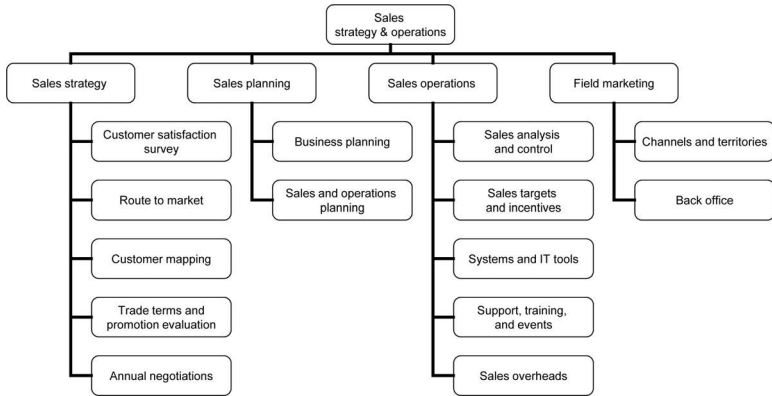 Sales
strategy & operations
Sales strategy
Sales planning
Sales operations
Field marketing
Customer satisfaction
survey
Route to market
Customer mapping
Trade terms and
promotion evaluation
Annual negotiations
Business planning
Sales and operations
planning
Sales analysis
and control
Sales targets
and incentives
Systems and IT tools
Support, training,
and events
Sales overheads
Channels and territories
Back office